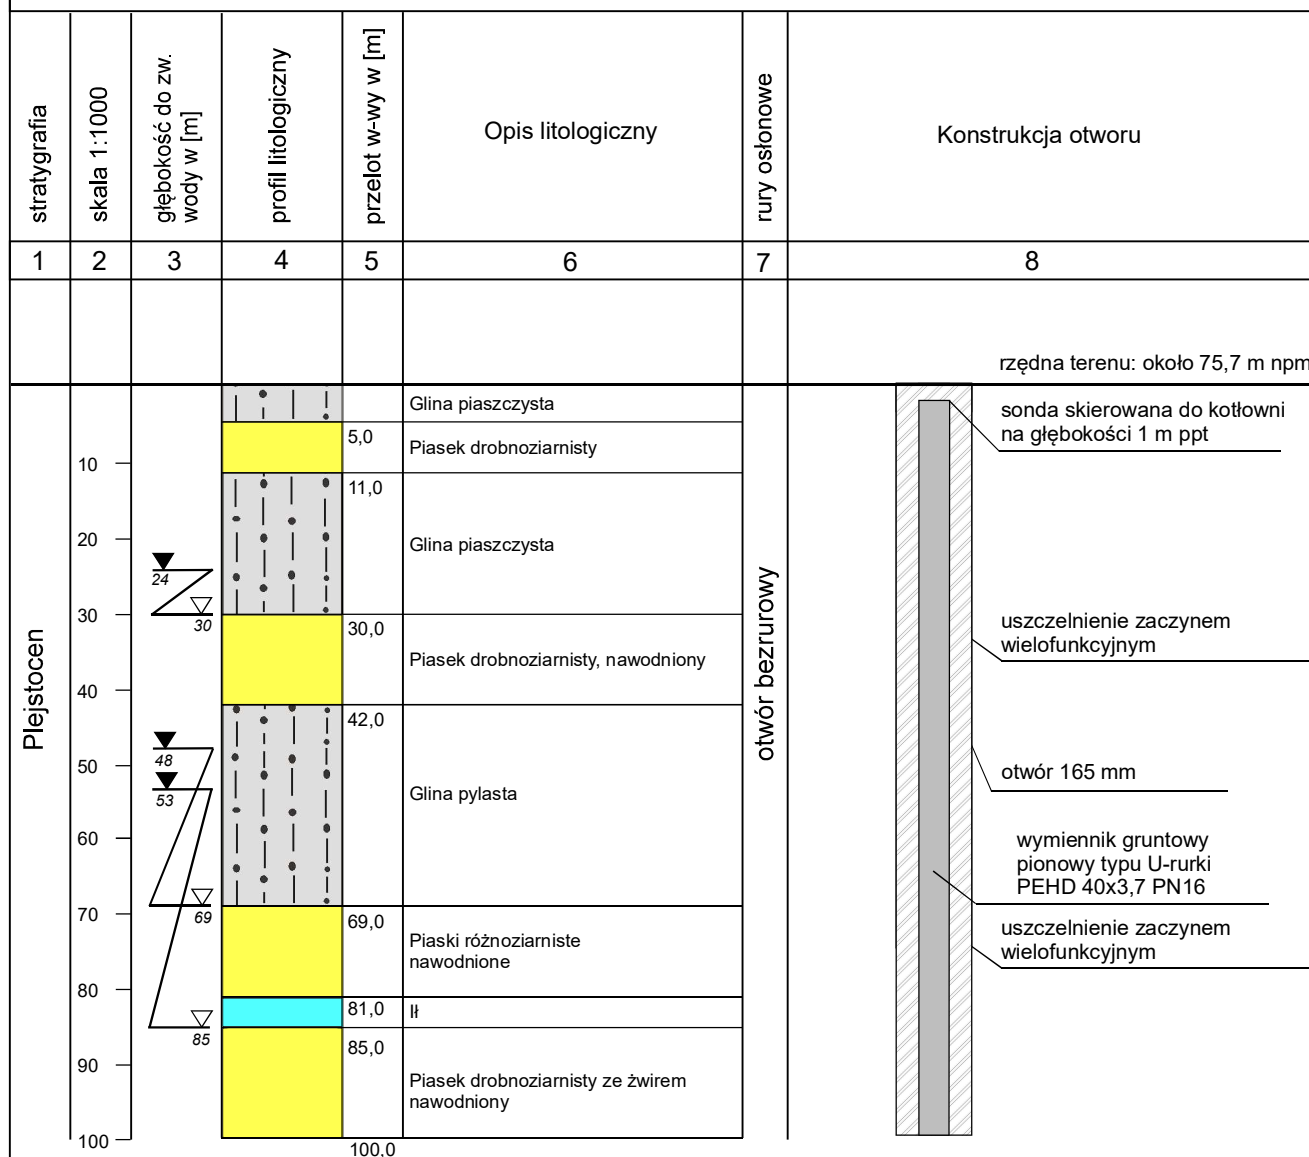 stratygrafia
skala 1:1000
głębokość do zw.
wody w [m]
profil litologiczny
przelot w-wy w [m]
Opis litologiczny
rury osłonowe
Konstrukcja otworu
1
2
3
4
5
6
7
8
rzędna terenu: około 75,7 m npm
Plejstocen
10
20
30
40
50
60
70
80
90
100
24
30
48
53
69
85
5,0
11,0
30,0
42,0
69,0
81,0
85,0
100,0
Glina piaszczysta
Piasek drobnoziarnisty
Glina piaszczysta
Piasek drobnoziarnisty, nawodniony
Glina pylasta
Piaski różnoziarniste
nawodnione
Ił
Piasek drobnoziarnisty ze żwirem
nawodniony
otwór bezrurowy
sonda skierowana do kotłowni
na głębokości 1 m ppt
uszczelnienie zaczynem
wielofunkcyjnym
otwór 165 mm
wymiennik gruntowy
pionowy typu U-rurki
PEHD 40x3,7 PN16
uszczelnienie zaczynem
wielofunkcyjnym